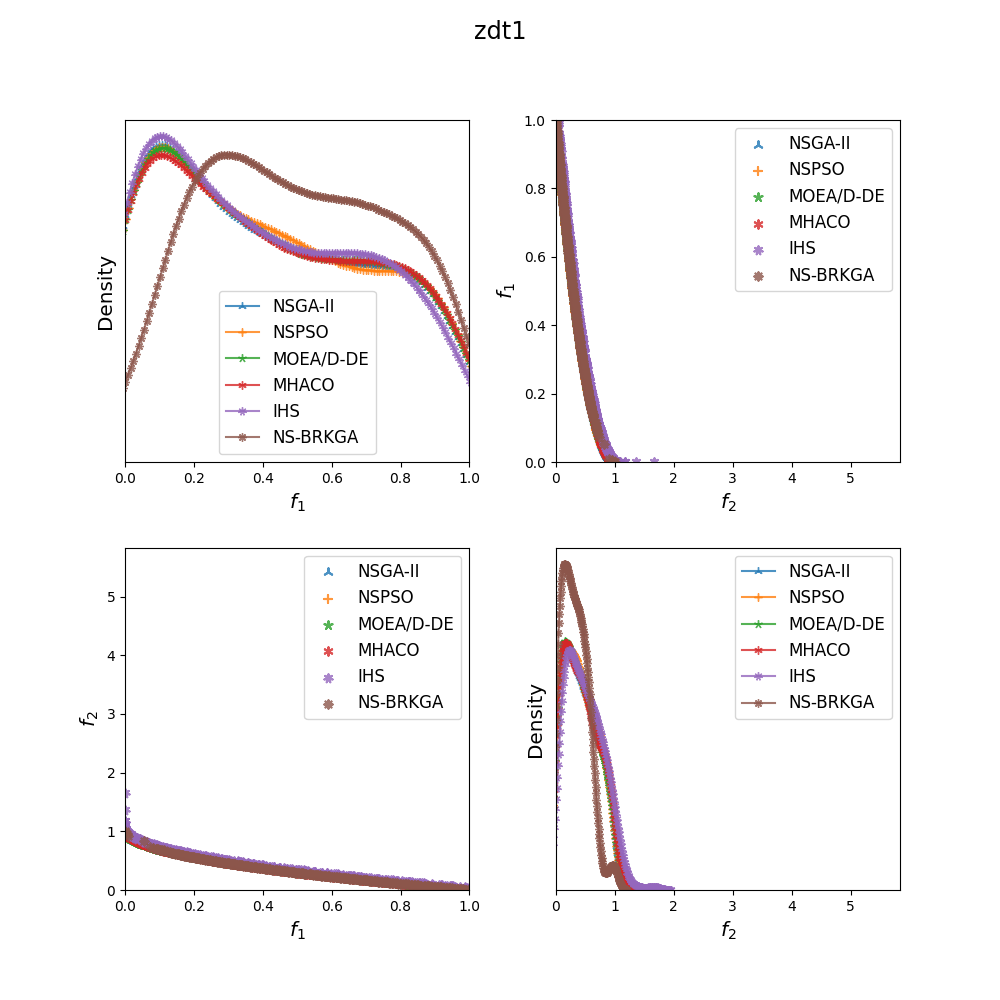 zdt1
Density
NSGA-II
NSPSO
MOEA/D-DE
MHACO
IHS
NS-BRKGA
0.0 0.2 0.4 0.6 0.8 1.0
f₁
f₁
1.0
0.8
0.6
0.4
0.2
0.0
NSGA-II
NSPSO
MOEA/D-DE
MHACO
IHS
NS-BRKGA
0 1 2 3 4 5
f₂
f₂
5
4
3
2
1
0
NSGA-II
NSPSO
MOEA/D-DE
MHACO
IHS
NS-BRKGA
0.0 0.2 0.4 0.6 0.8 1.0
f₁
Density
NSGA-II
NSPSO
MOEA/D-DE
MHACO
IHS
NS-BRKGA
0 1 2 3 4 5
f₂